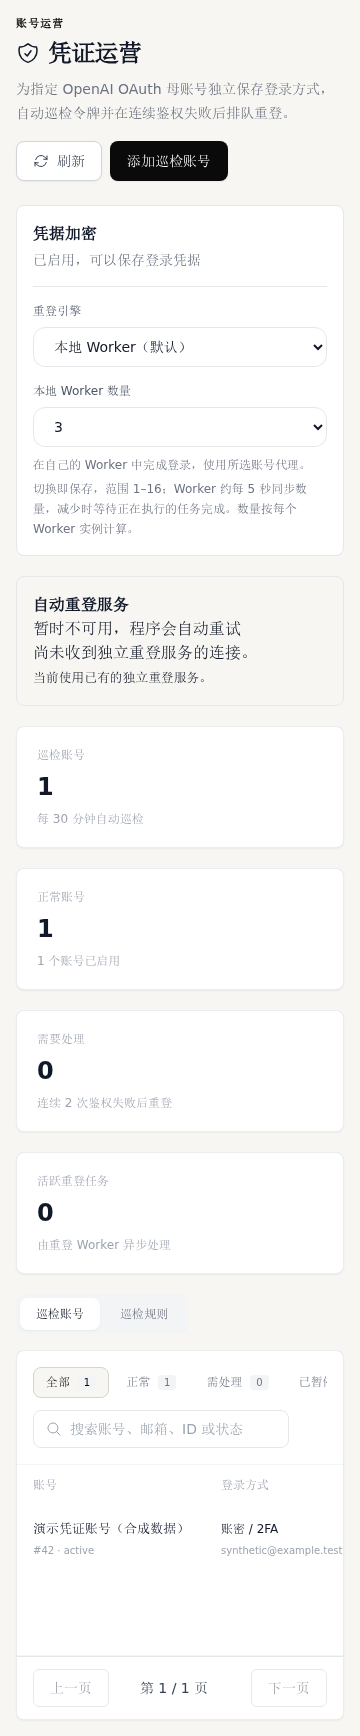 账号运营
凭证运营
为指定 OpenAI OAuth 母账号独立保存登录方式，
自动巡检令牌并在连续鉴权失败后排队重登。
刷新
添加巡检账号
凭据加密
已启用，可以保存登录凭据
重登引擎
本地 Worker（默认）
本地 Worker 数量
3
在自己的 Worker 中完成登录，使用所选账号代理。
切换即保存，范围 1–16；Worker 约每 5 秒同步数
量，减少时等待正在执行的任务完成。数量按每个
Worker 实例计算。
自动重登服务
暂时不可用，程序会自动重试
尚未收到独立重登服务的连接。
当前使用已有的独立重登服务。
巡检账号
1
每 30 分钟自动巡检
正常账号
1
1 个账号已启用
需要处理
0
连续 2 次鉴权失败后重登
活跃重登任务
0
由重登 Worker 异步处理
巡检账号 巡检规则
全部 1 正常 1 需处理 0 已暂停
搜索账号、邮箱、ID 或状态
账号 登录方式
演示凭证账号（合成数据） 账密 / 2FA
#42 · active synthetic@example.test
上一页 第 1 / 1 页 下一页